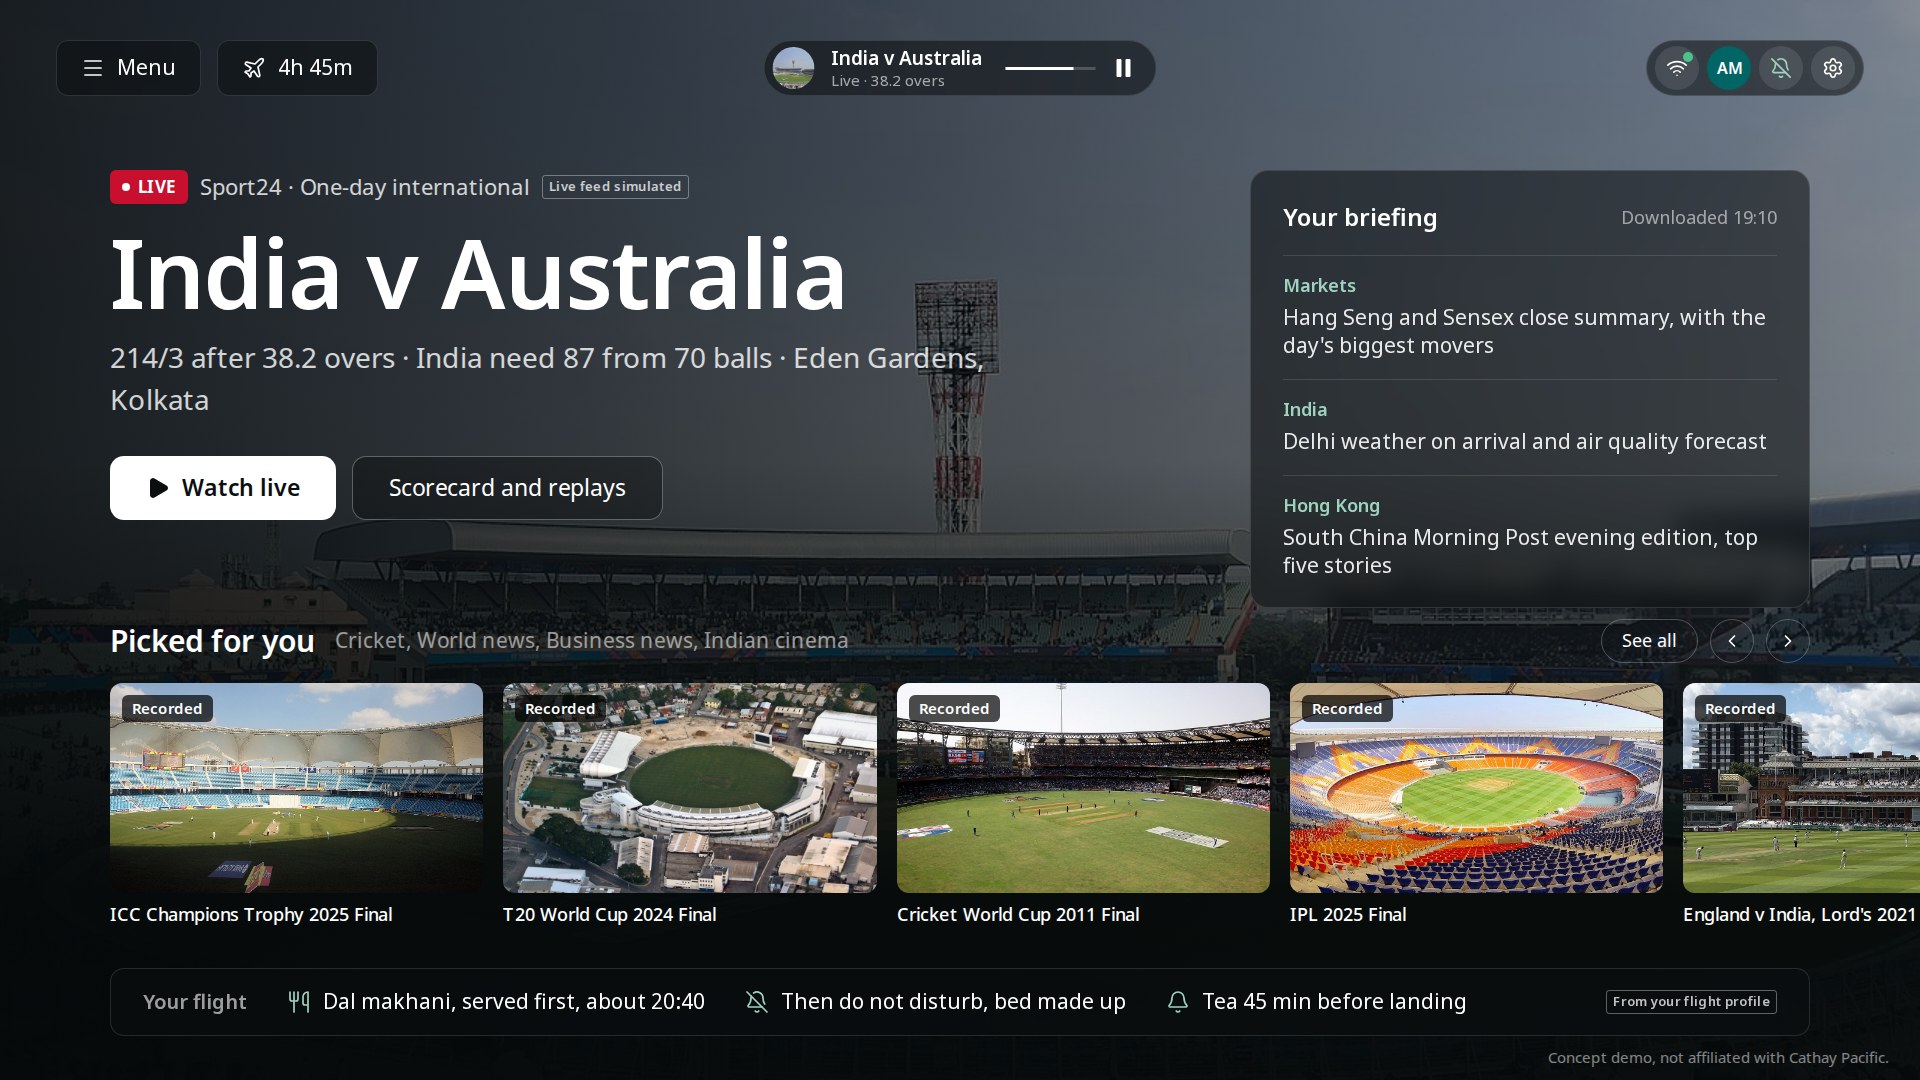 Menu
4h 45m
India v Australia
Live · 38.2 overs
AM
LIVE
Sport24 · One-day international
Live feed simulated
India v Australia
214/3 after 38.2 overs · India need 87 from 70 balls · Eden Gardens,
Kolkata
Watch live
Scorecard and replays
Your briefing
Downloaded 19:10
Markets
Hang Seng and Sensex close summary, with the
day's biggest movers
India
Delhi weather on arrival and air quality forecast
Hong Kong
South China Morning Post evening edition, top
five stories
Picked for you
Cricket, World news, Business news, Indian cinema
See all
Recorded
Recorded
Recorded
Recorded
Recorded
ICC Champions Trophy 2025 Final
T20 World Cup 2024 Final
Cricket World Cup 2011 Final
IPL 2025 Final
England v India, Lord's 2021
Your flight
Dal makhani, served first, about 20:40
Then do not disturb, bed made up
Tea 45 min before landing
From your flight profile
Concept demo, not affiliated with Cathay Pacific.